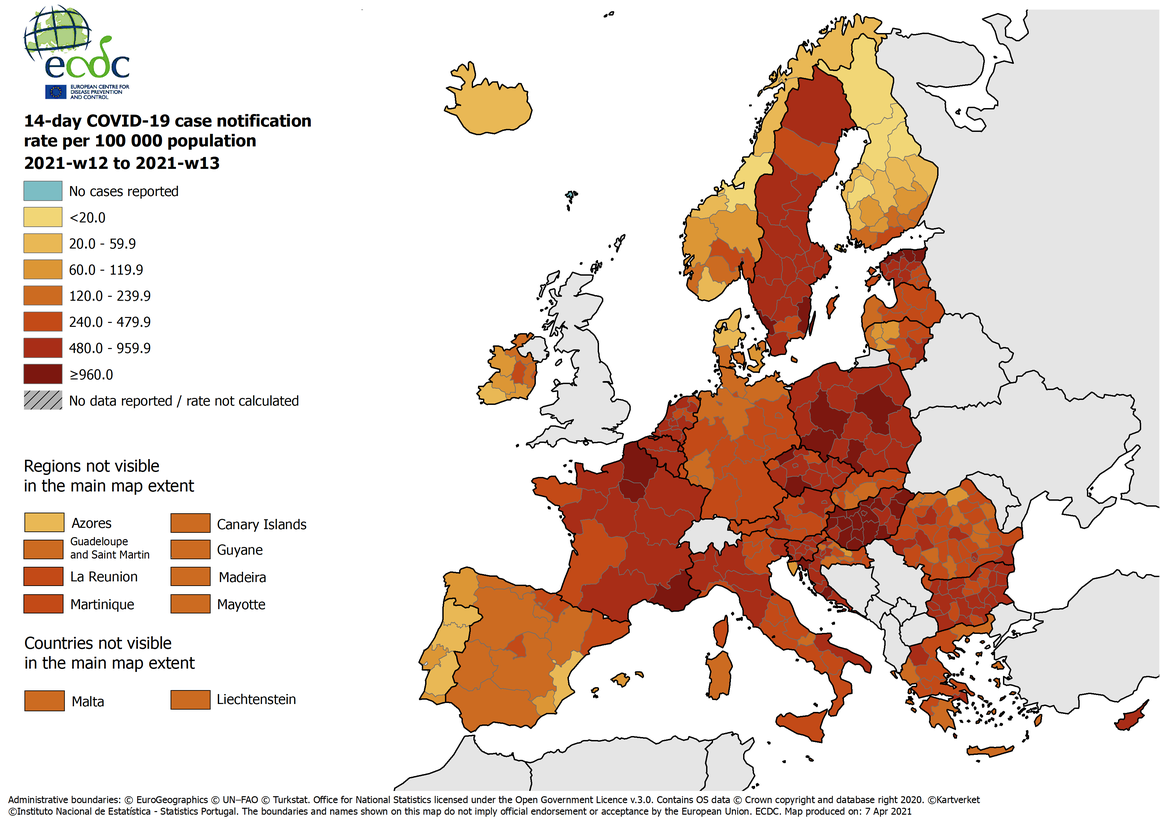 ecdc
EUROPEAN CENTRE FOR
DISEASE PREVENTION
AND CONTROL
14-day COVID-19 case notification
rate per 100 000 population
2021-w12 to 2021-w13
No cases reported
<20.0
20.0 - 59.9
60.0 - 119.9
120.0 - 239.9
240.0 - 479.9
480.0 - 959.9
≥960.0
No data reported / rate not calculated
Regions not visible
in the main map extent
Azores
Canary Islands
Guadeloupe
and Saint Martin
Guyane
La Reunion
Madeira
Martinique
Mayotte
Countries not visible
in the main map extent
Malta
Liechtenstein
Administrative boundaries: © EuroGeographics © UN–FAO © Turkstat. Office for National Statistics licensed under the Open Government Licence v.3.0. Contains OS data © Crown copyright and database right 2020. ©Kartverket
©Instituto Nacional de Estatística - Statistics Portugal. The boundaries and names shown on this map do not imply official endorsement or acceptance by the European Union. ECDC. Map produced on: 7 Apr 2021